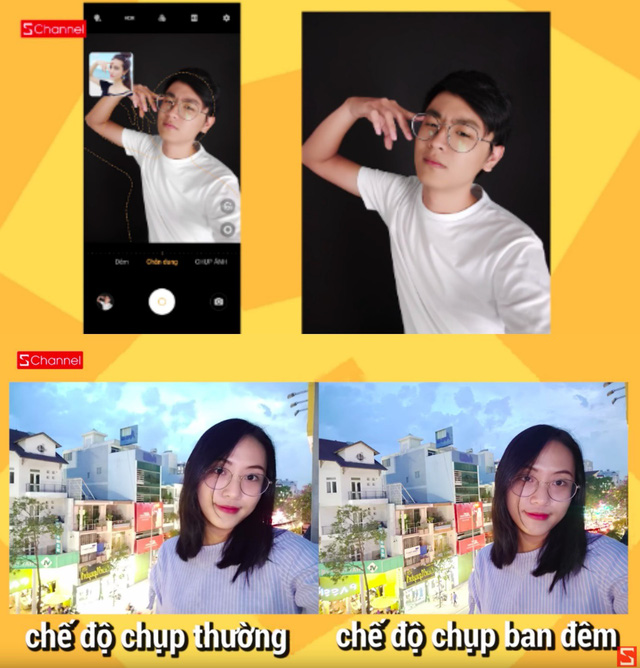 S Channel
HDR
Đêm
Chân dung
CHỤP ẢNH
S Channel
chế độ chụp thường chế độ chụp ban đêm